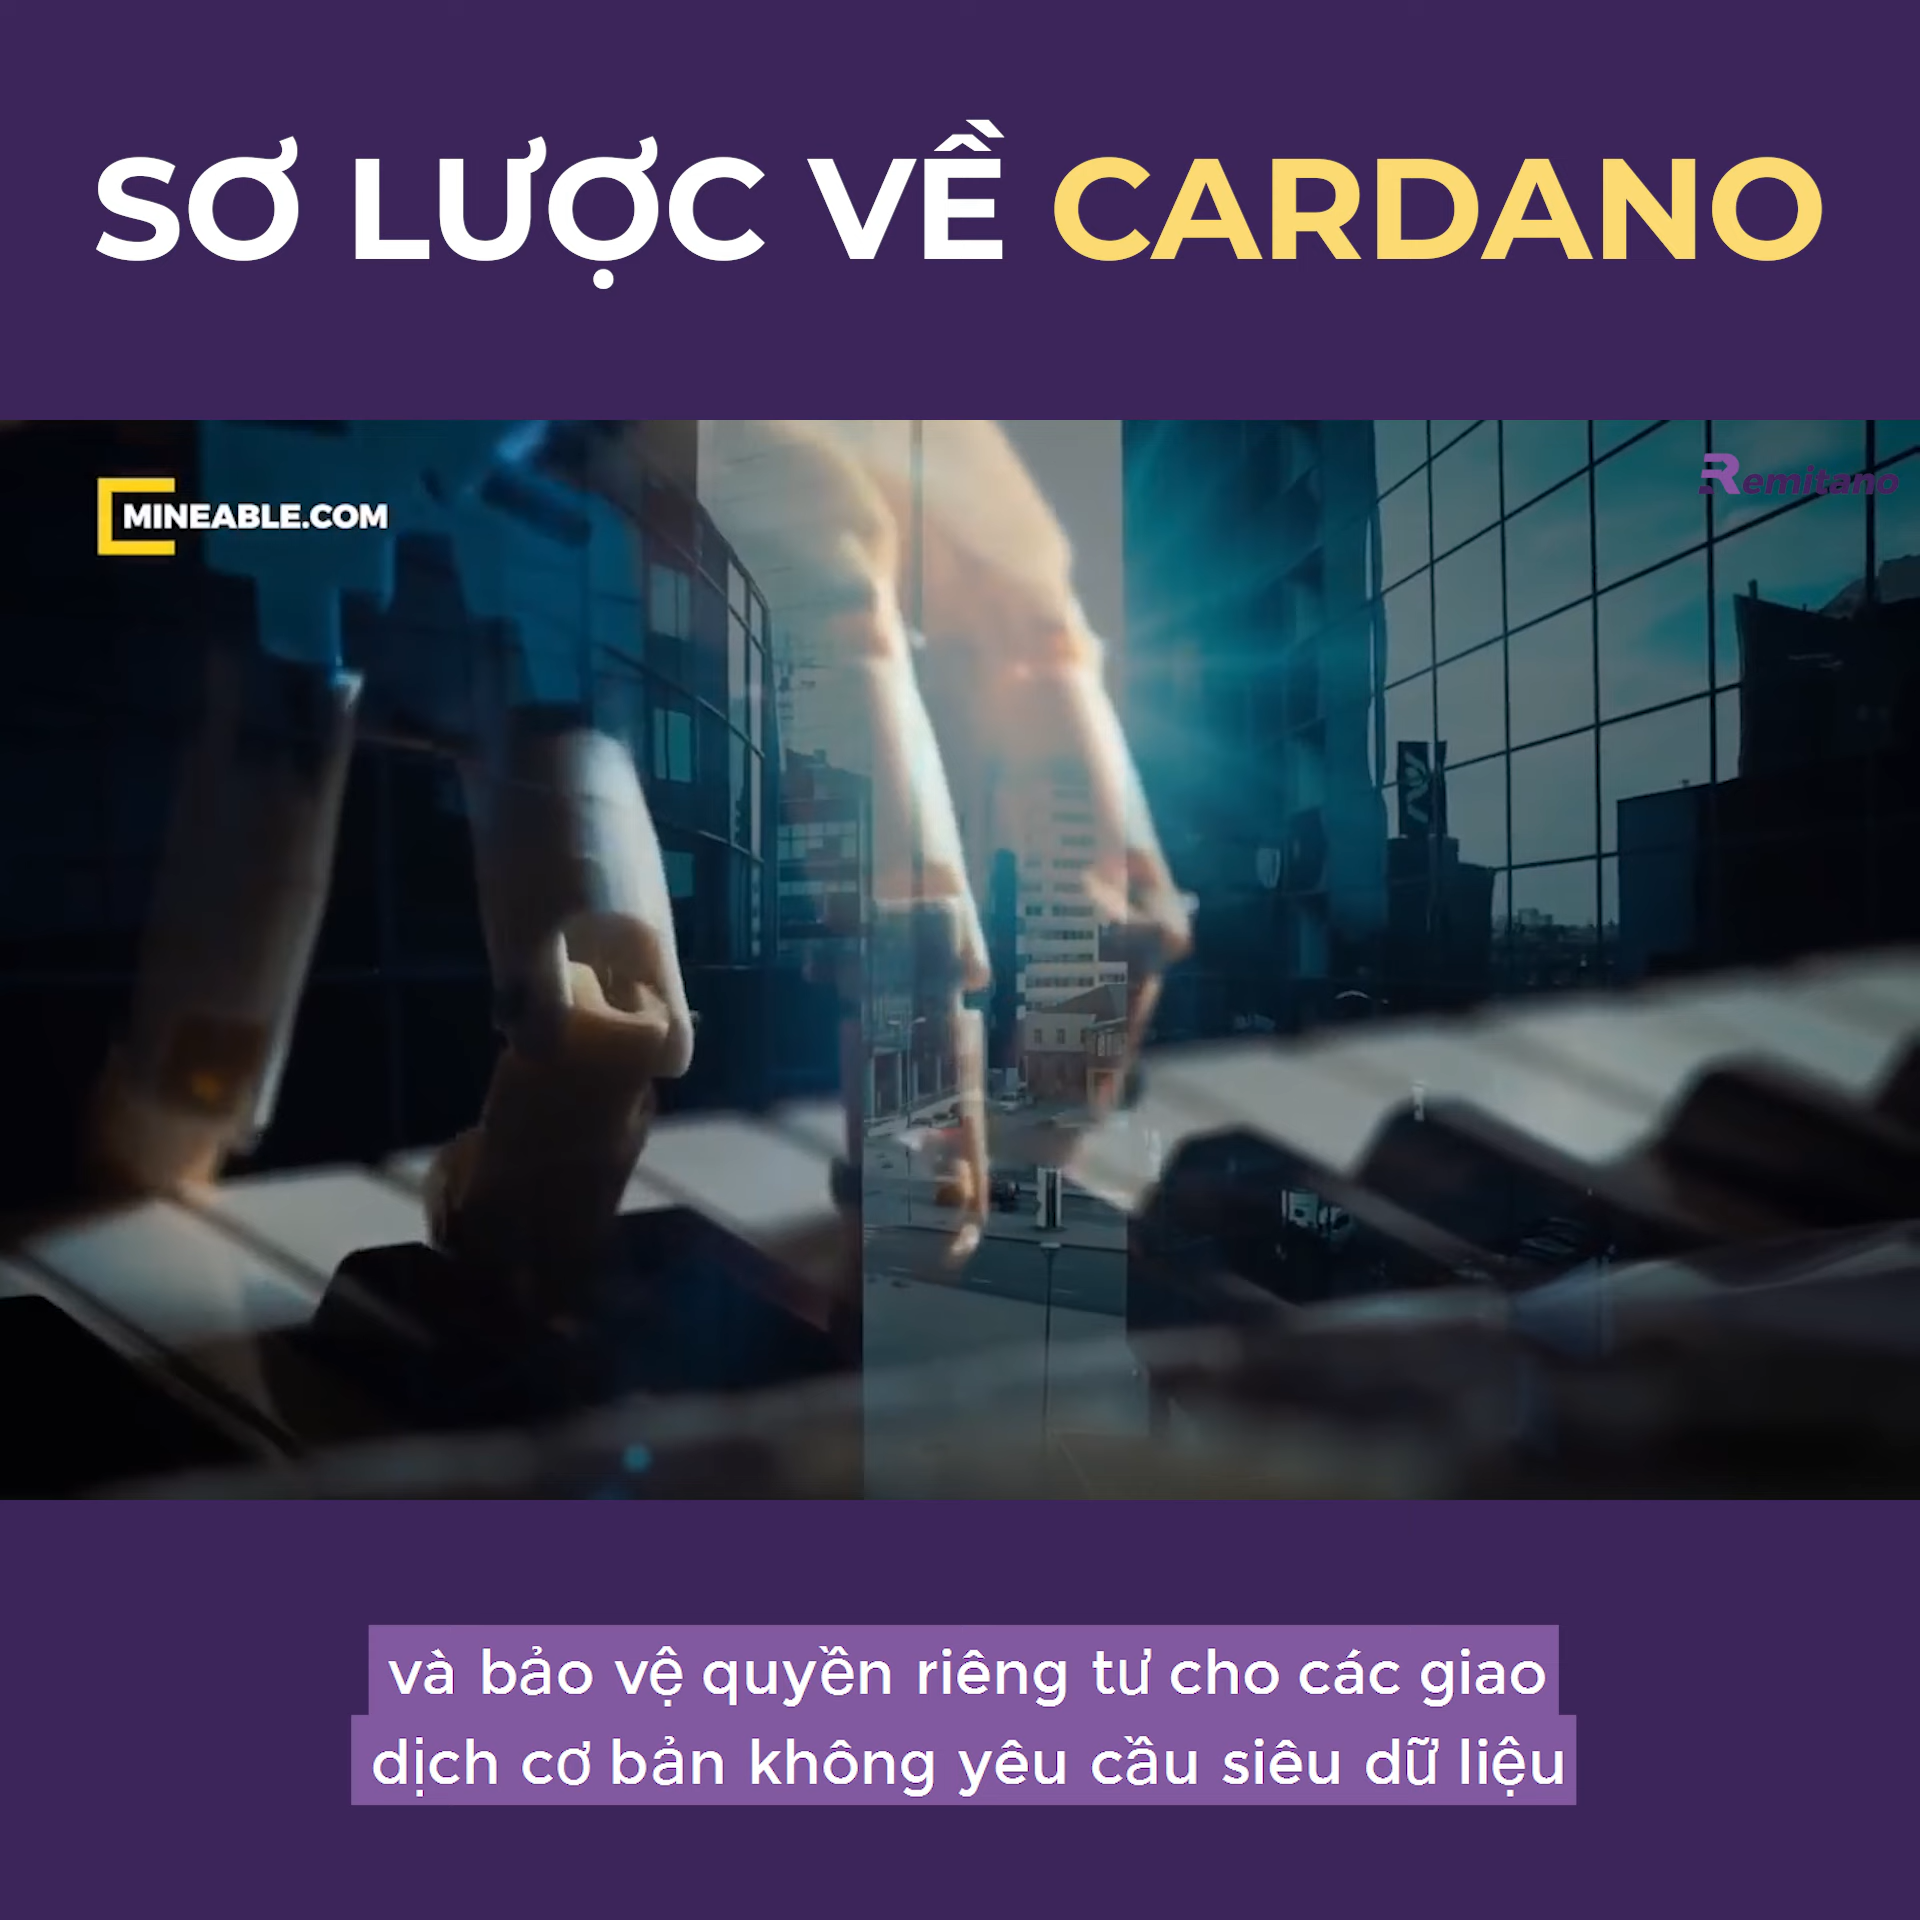 SƠ LƯỢC VỀ CARDANO
MINEABLE.COM
Remitano
và bảo vệ quyền riêng tư cho các giao
dịch cơ bản không yêu cầu siêu dữ liệu